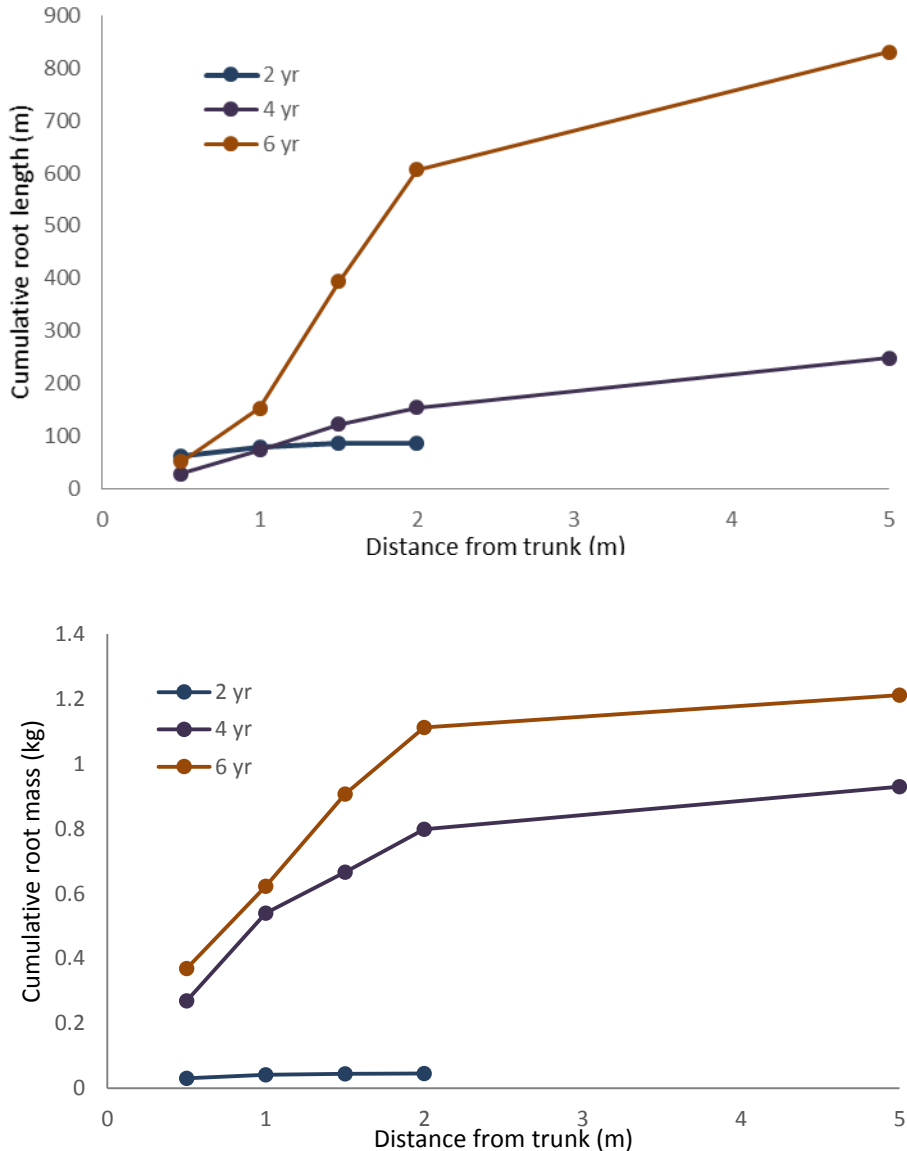 900
800
700
600
500
400
300
200
100
0
Cumulative root length (m)
2 yr
4 yr
6 yr
0 1 2 3 4 5
Distance from trunk (m)
1.4
1.2
1
0.8
0.6
0.4
0.2
0
Cumulative root mass (kg)
2 yr
4 yr
6 yr
0 1 2 3 4 5
Distance from trunk (m)